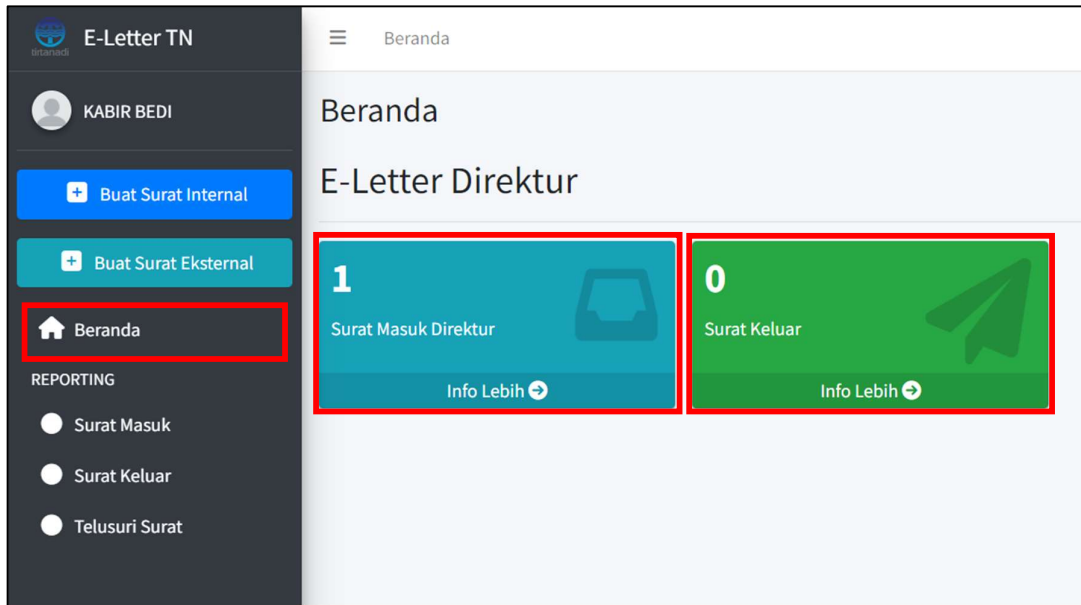 E-Letter TN
tirtanadi
KABIR BEDI
Buat Surat Internal
Buat Surat Eksternal
Beranda
REPORTING
Surat Masuk
Surat Keluar
Telusuri Surat
Beranda
Beranda
E-Letter Direktur
1
Surat Masuk Direktur
Info Lebih
0
Surat Keluar
Info Lebih